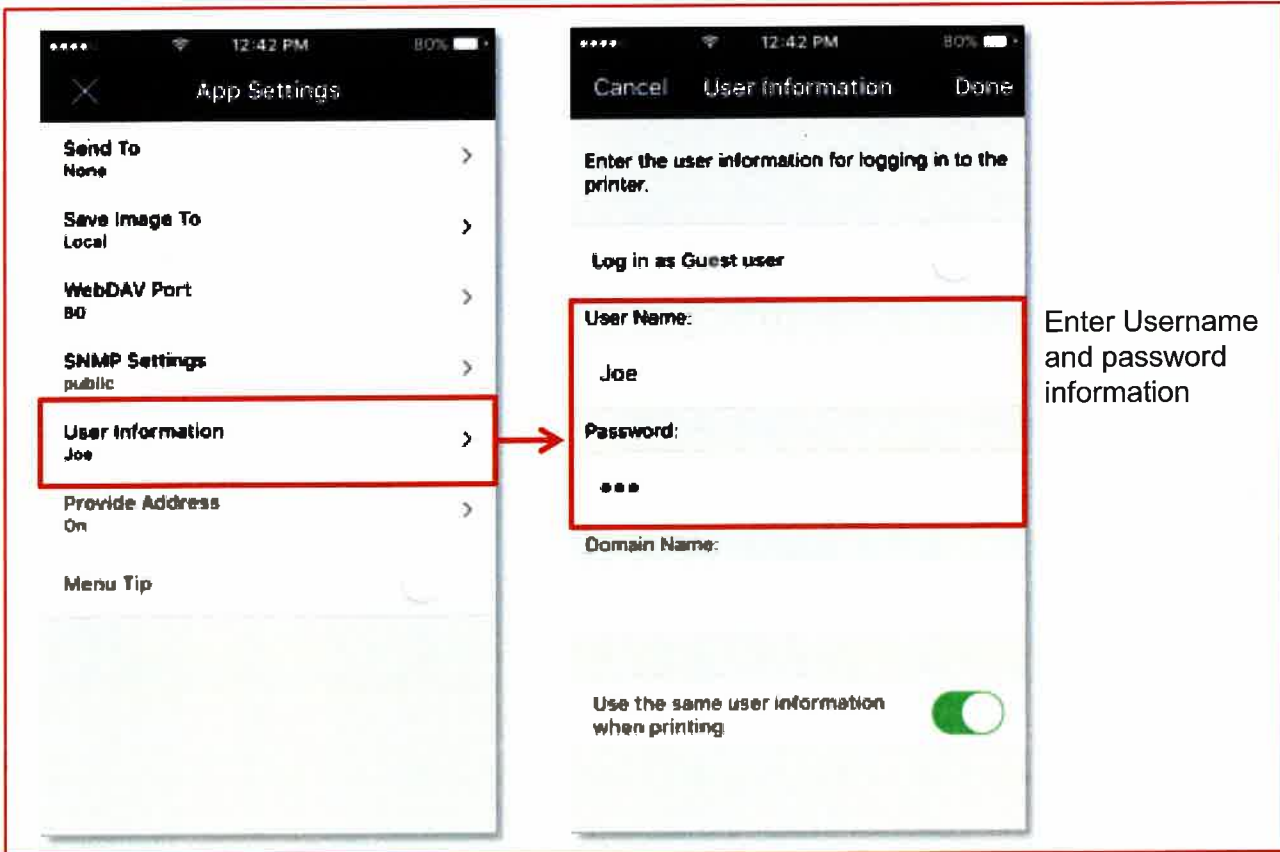 12:42 PM 80%
App Settings
Send To
None
Save Image To
Local
WebDAV Port
80
SNMP Settings
public
User Information
Joe
Provide Address
On
Menu Tip
12:42 PM 80%
Cancel User Information Done
Enter the user information for logging in to the
printer.
Log in as Guest user
User Name:
Joe
Password:
Domain Name:
Use the same user information
when printing
Enter Username
and password
information